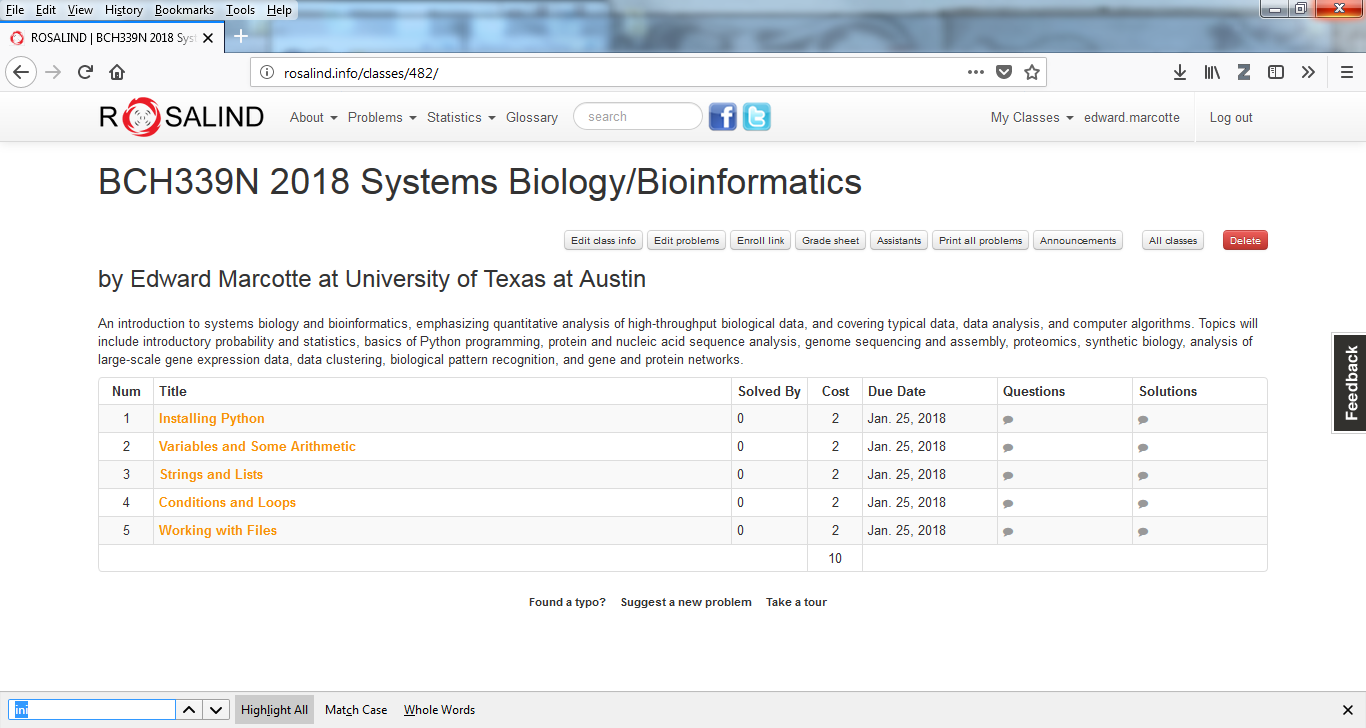 File Edit View History Bookmarks Tools Help
ROSALIND | BCH339N 2018 Sys
rosalind.info/classes/482/
ROSALIND About Problems Statistics Glossary search My Classes edward.marcotte Log out
BCH339N 2018 Systems Biology/Bioinformatics
Edit class info Edit problems Enroll link Grade sheet Assistants Print all problems Announcements All classes Delete
by Edward Marcotte at University of Texas at Austin
An introduction to systems biology and bioinformatics, emphasizing quantitative analysis of high-throughput biological data, and covering typical data, data analysis, and computer algorithms. Topics will
include introductory probability and statistics, basics of Python programming, protein and nucleic acid sequence analysis, genome sequencing and assembly, proteomics, synthetic biology, analysis of
large-scale gene expression data, data clustering, biological pattern recognition, and gene and protein networks.
Feedback
Num Title Solved By Cost Due Date Questions Solutions
1 Installing Python 0 2 Jan. 25, 2018
2 Variables and Some Arithmetic 0 2 Jan. 25, 2018
3 Strings and Lists 0 2 Jan. 25, 2018
4 Conditions and Loops 0 2 Jan. 25, 2018
5 Working with Files 0 2 Jan. 25, 2018
10
Found a typo? Suggest a new problem Take a tour
ini Highlight All Match Case Whole Words